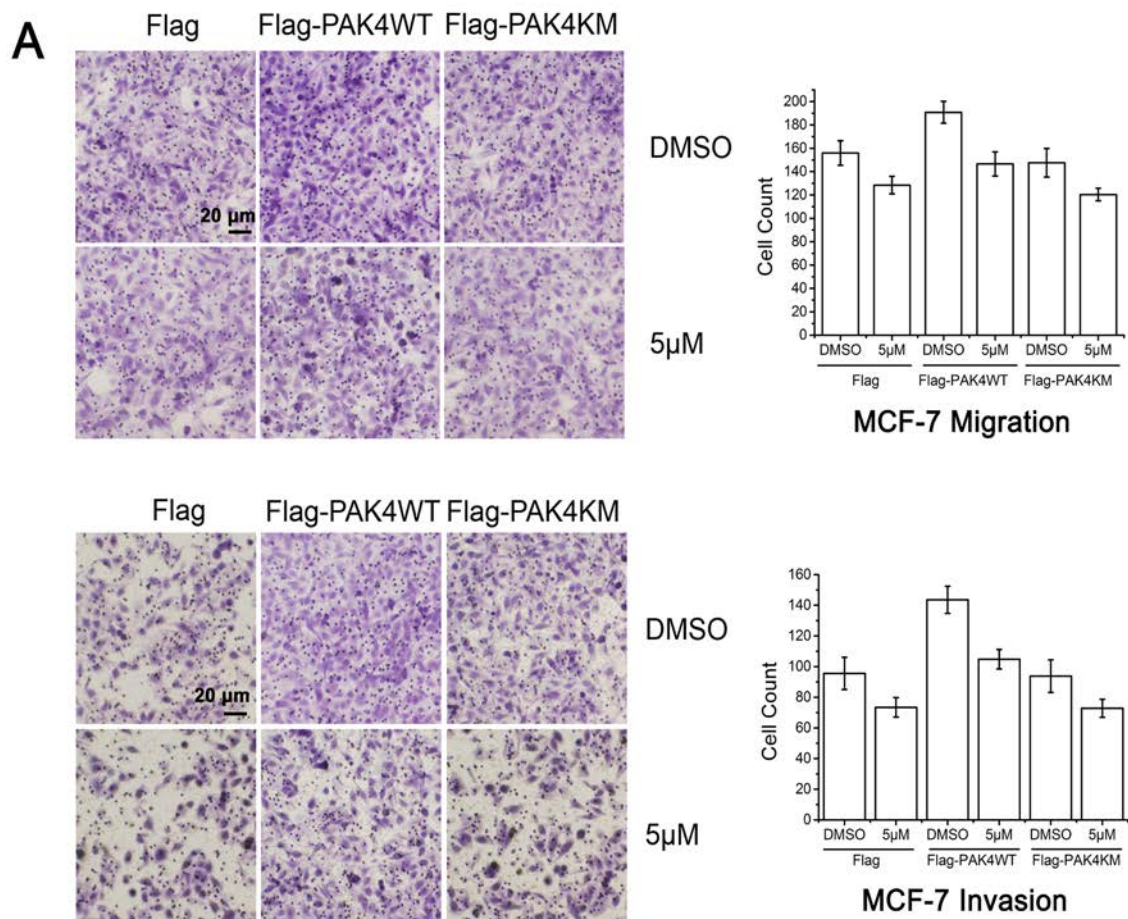 A
Flag Flag-PAK4WT Flag-PAK4KM
DMSO
20 µm
5µM
200
180
160
140
120
100
80
60
40
20
0
Cell Count
DMSO 5µM DMSO 5µM DMSO 5µM
Flag Flag-PAK4WT Flag-PAK4KM
MCF-7 Migration
Flag Flag-PAK4WT Flag-PAK4KM
DMSO
20 µm
5µM
160
140
120
100
80
60
40
20
0
Cell Count
DMSO 5µM DMSO 5µM DMSO 5µM
Flag Flag-PAK4WT Flag-PAK4KM
MCF-7 Invasion